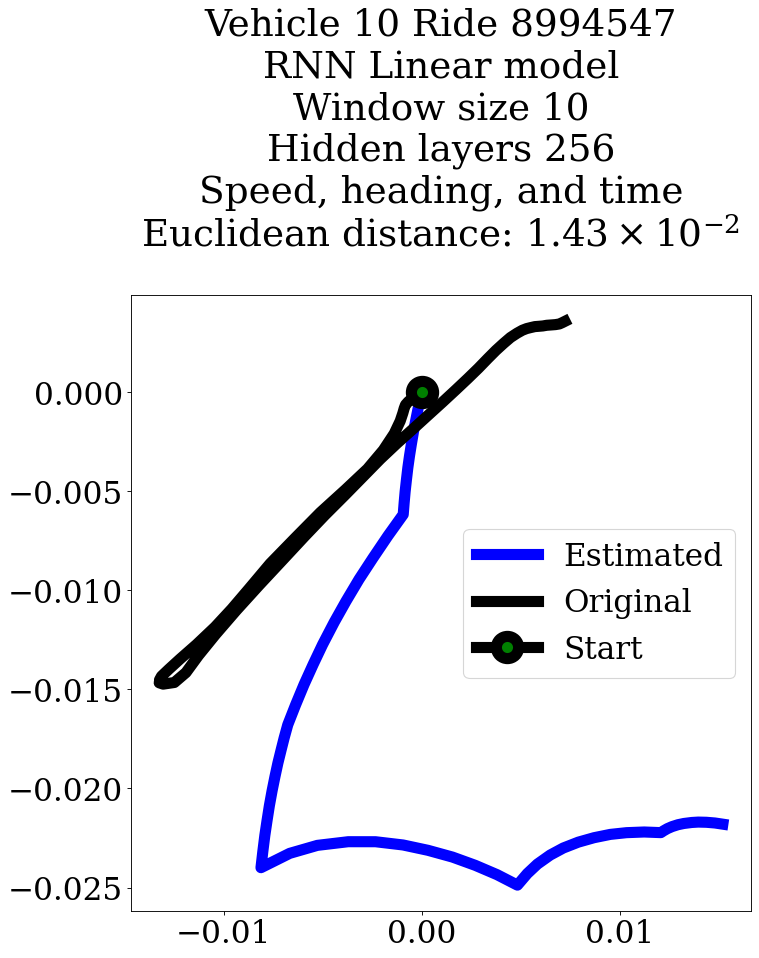 Vehicle 10 Ride 8994547
RNN Linear model
Window size 10
Hidden layers 256
Speed, heading, and time
Euclidean distance: 1.43 × 10⁻²
0.000
−0.005
−0.010
−0.015
−0.020
−0.025
Estimated
Original
Start
−0.01
0.00
0.01